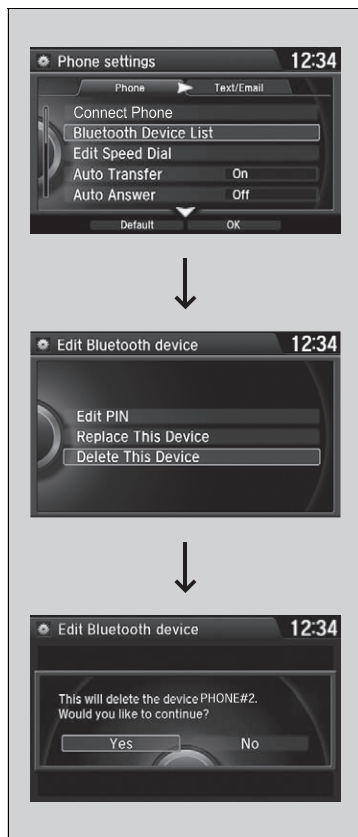 Phone settings 12:34
Phone Text/Email
Connect Phone
Bluetooth Device List
Edit Speed Dial
Auto Transfer On
Auto Answer Off
Default OK
Edit Bluetooth device 12:34
Edit PIN
Replace This Device
Delete This Device
Edit Bluetooth device 12:34
This will delete the device PHONE#2.
Would you like to continue?
Yes No